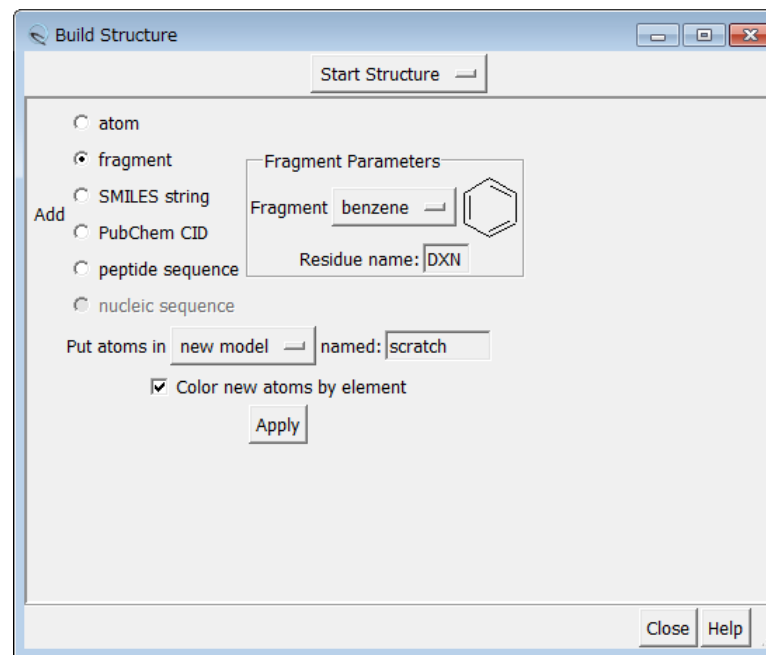 Build Structure
Start Structure
atom
fragment
SMILES string
Add
PubChem CID
peptide sequence
nucleic sequence
Fragment Parameters
Fragment benzene
Residue name: DXN
Put atoms in new model named: scratch
Color new atoms by element
Apply
Close Help